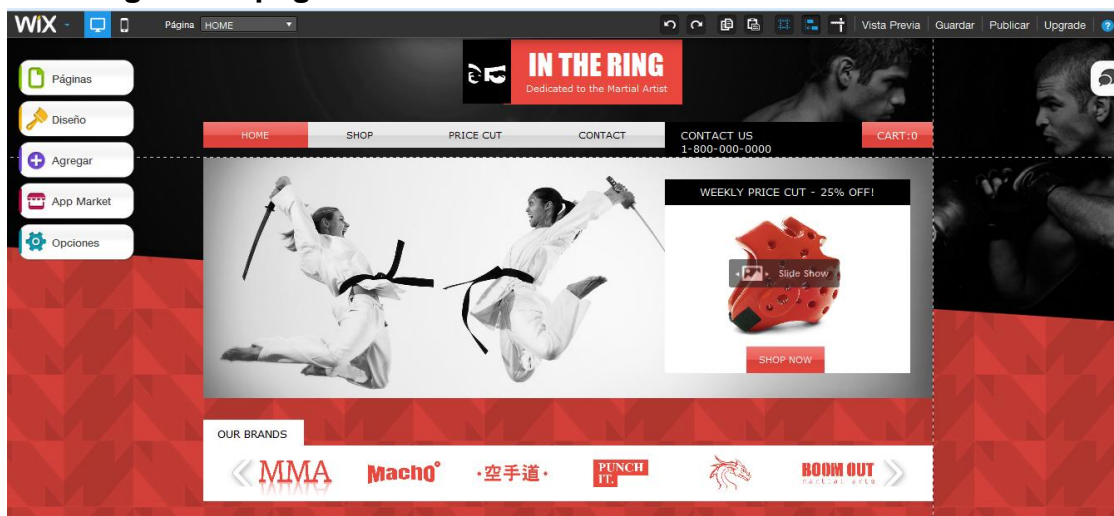 WiX
Página HOME
Vista Previa Guardar Publicar Upgrade ?
Páginas
Diseño
Agregar
App Market
Opciones
IN THE RING
Dedicated to the Martial Artist
HOME SHOP PRICE CUT CONTACT
CONTACT US
1-800-000-0000
CART:0
WEEKLY PRICE CUT - 25% OFF!
Slide Show
SHOP NOW
OUR BRANDS
MMA
Macho
·空手道·
PUNCH
IT.
BOOM OUT
martial arts